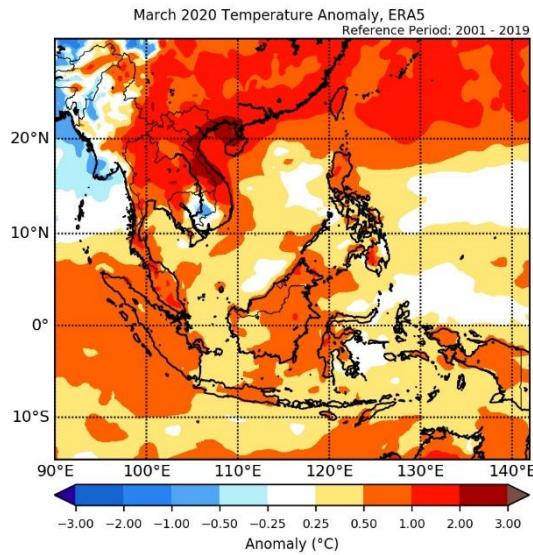 March 2020 Temperature Anomaly, ERA5
Reference Period: 2001 - 2019
20°N
10°N
0°
10°S
90°E 100°E 110°E 120°E 130°E 140°E
−3.00 −2.00 −1.00 −0.50 −0.25 0.25 0.50 1.00 2.00 3.00
Anomaly (°C)